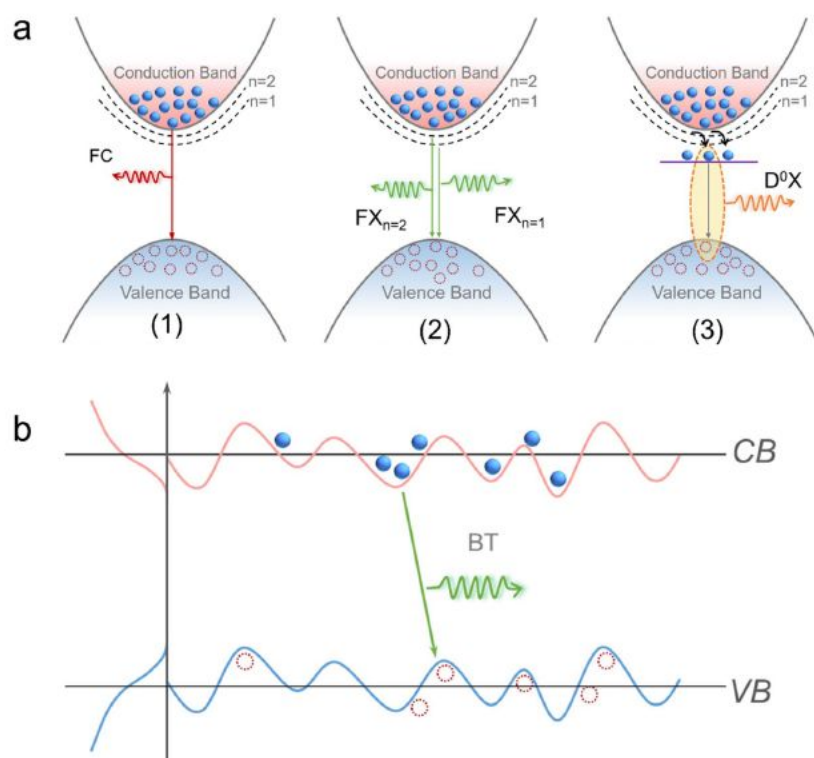 a
Conduction Band
n=2
n=1
FC
Valence Band
(1)
Conduction Band
n=2
n=1
FXn=2
FXn=1
Valence Band
(2)
Conduction Band
n=2
n=1
D⁰X
Valence Band
(3)
b
CB
BT
VB